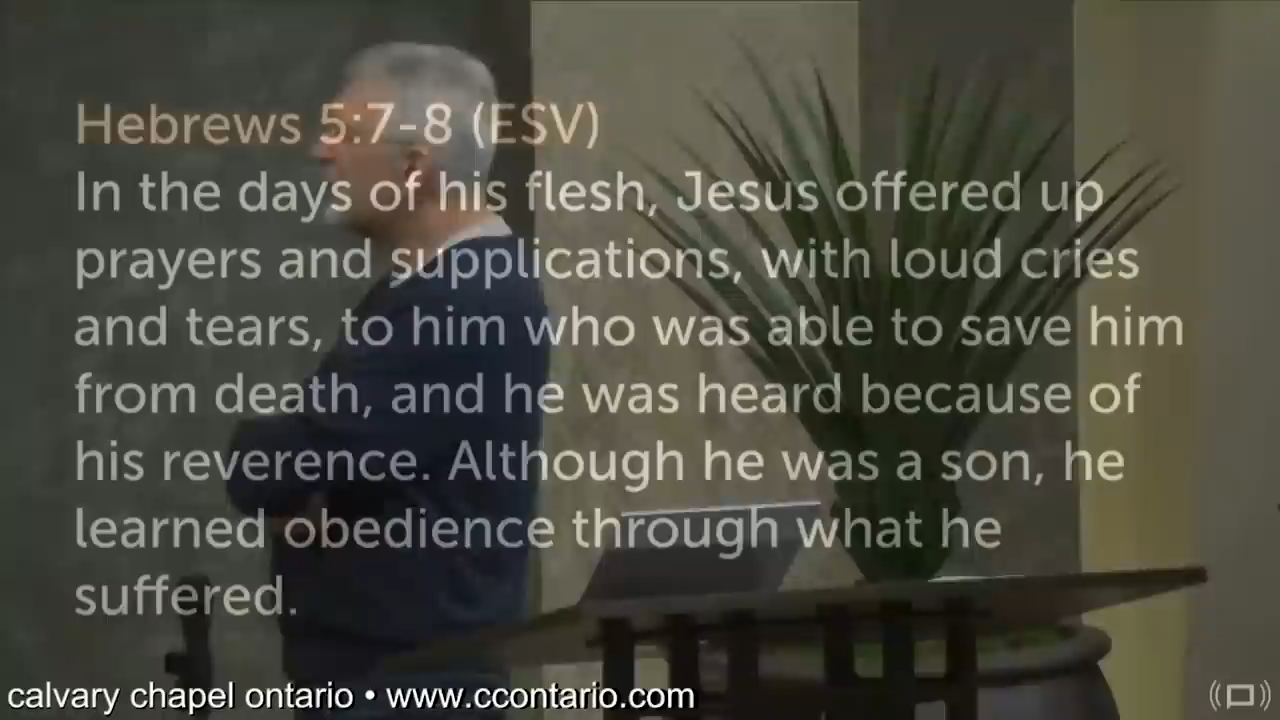 Hebrews 5:7-8 (ESV)
In the days of his flesh, Jesus offered up
prayers and supplications, with loud cries
and tears, to him who was able to save him
from death, and he was heard because of
his reverence. Although he was a son, he
learned obedience through what he
suffered.
calvary chapel ontario • www.ccontario.com